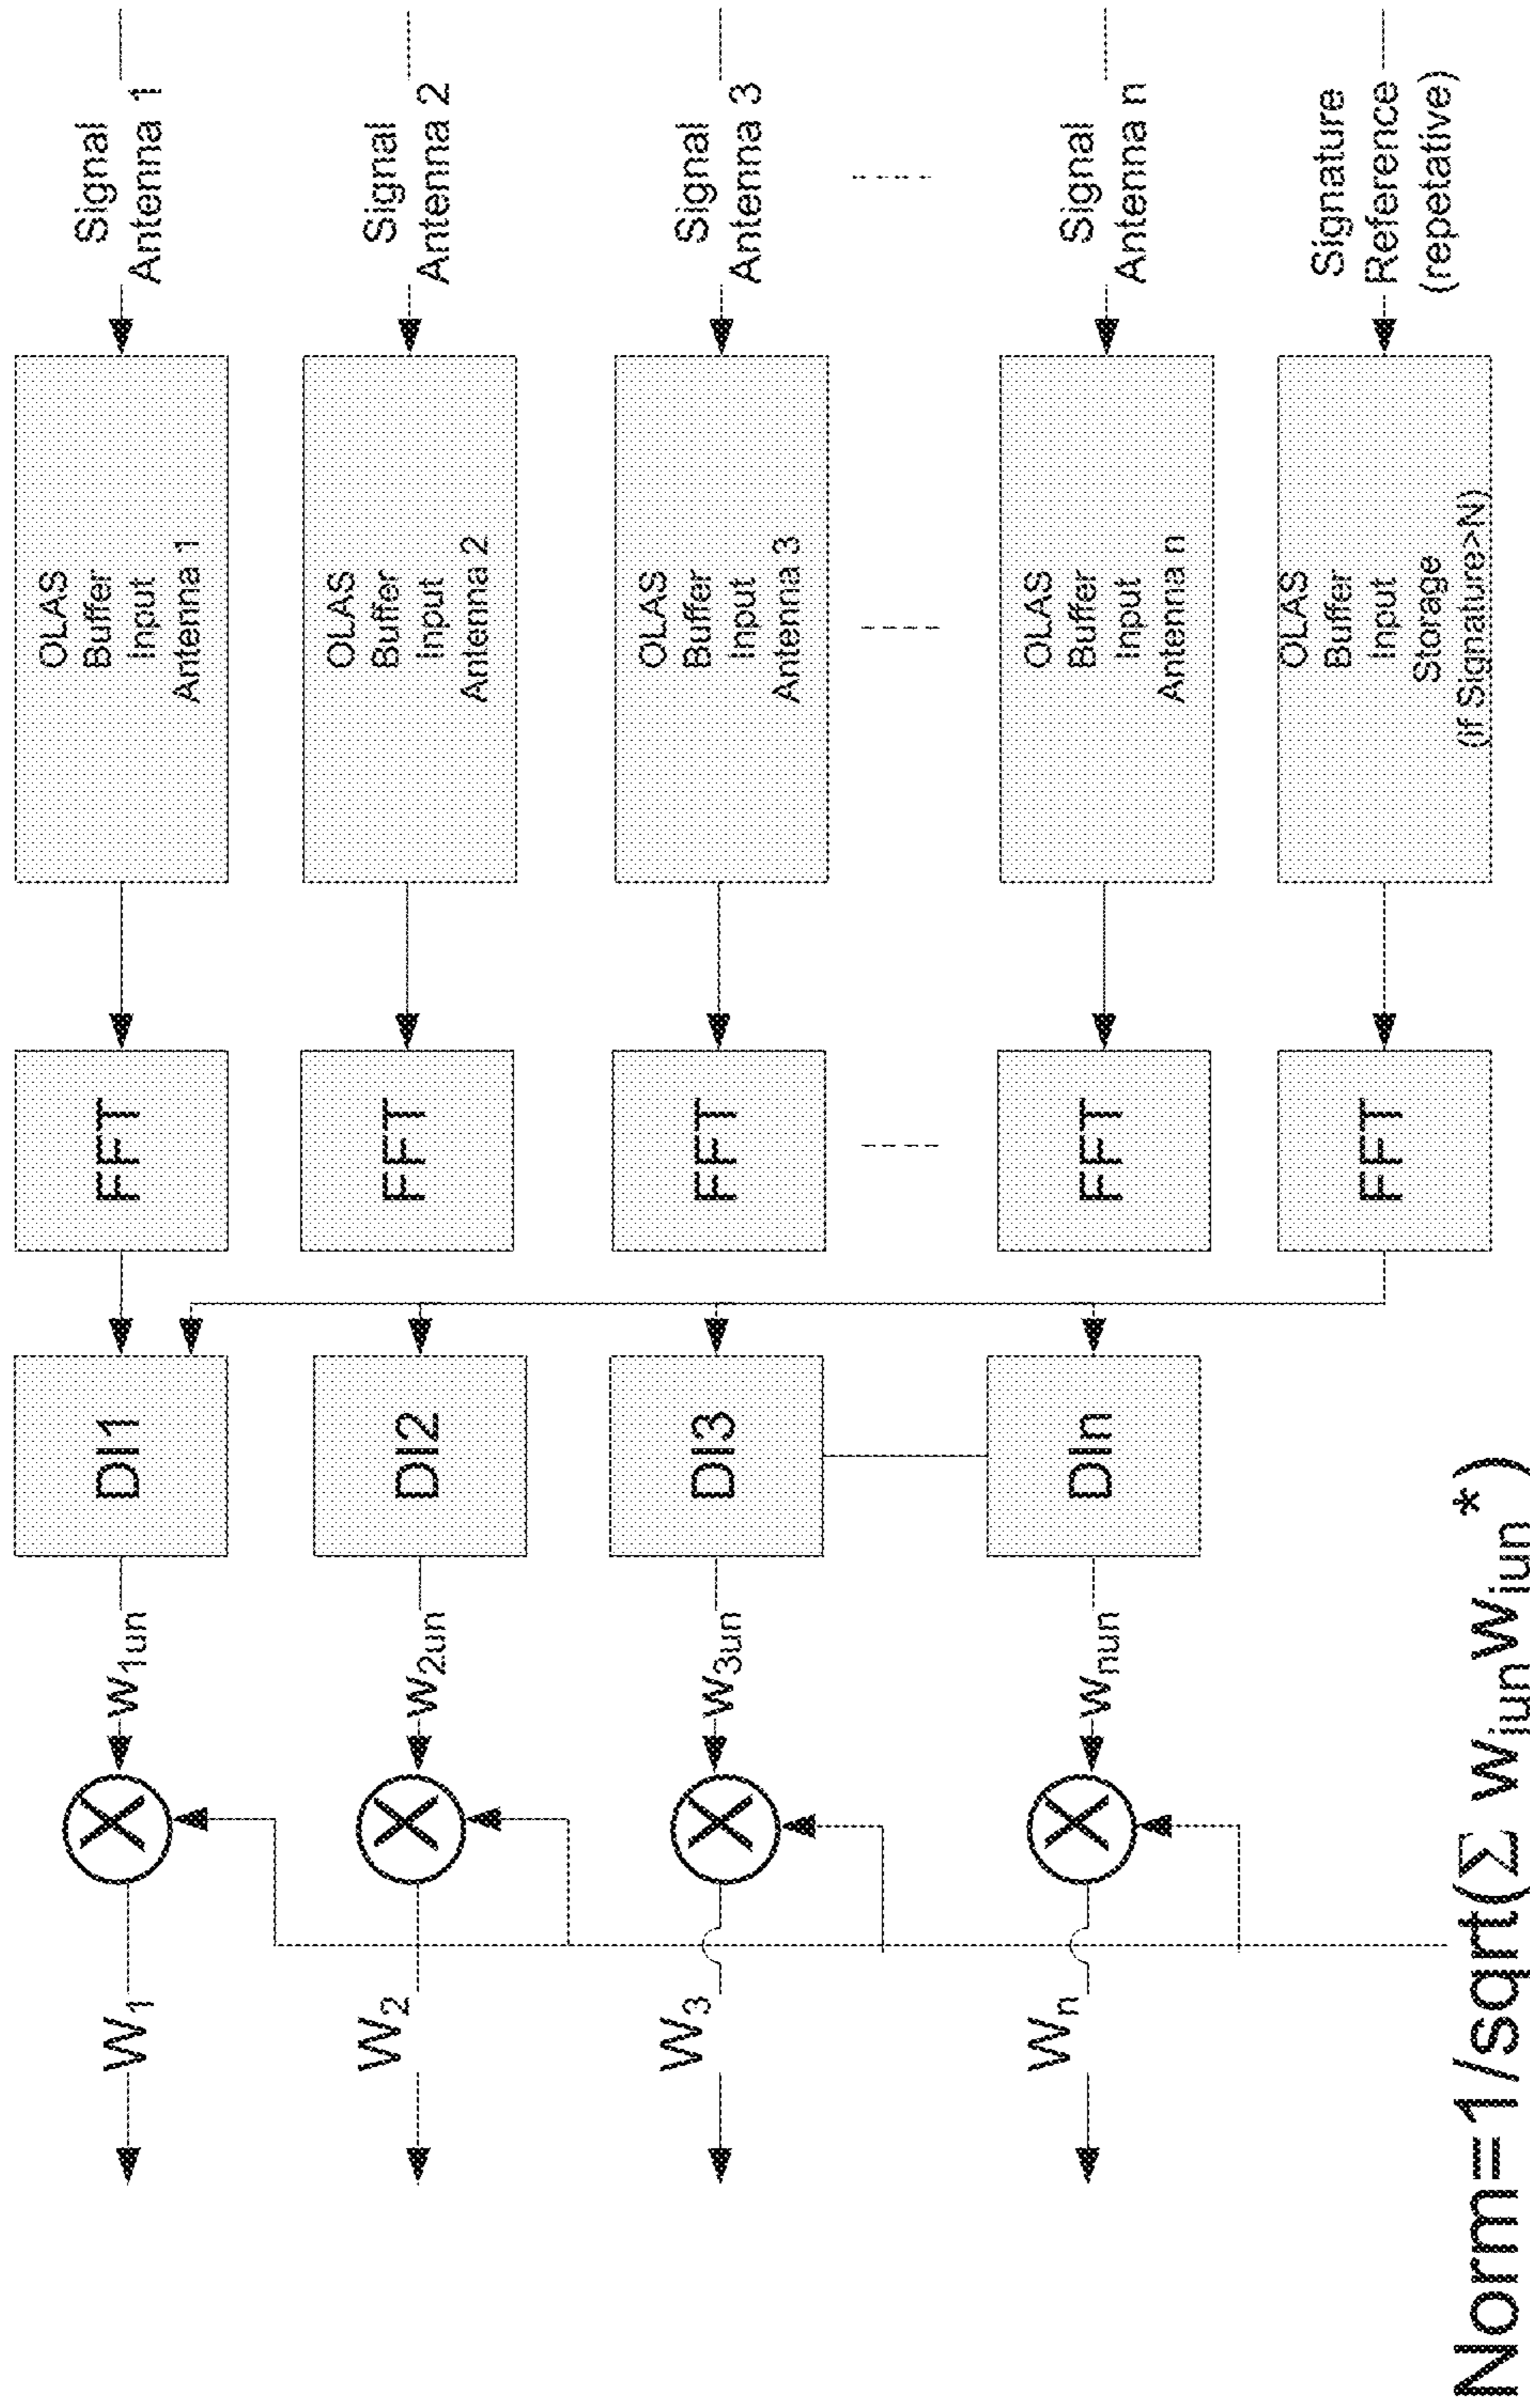 W₁
X
w₁ᵤₙ
DI1
FFT
OLAS
Buffer
Input
Antenna 1
Signal
Antenna 1
W₂
X
w₂ᵤₙ
DI2
FFT
OLAS
Buffer
Input
Antenna 2
Signal
Antenna 2
W₃
X
w₃ᵤₙ
DI3
FFT
OLAS
Buffer
Input
Antenna 3
Signal
Antenna 3
Wₙ
X
wₙᵤₙ
DIn
FFT
OLAS
Buffer
Input
Antenna n
Signal
Antenna n
FFT
OLAS
Buffer
Input
Storage
(if Signature>N)
Signature
Reference
(repetative)
Norm=1/sqrt(Σ wᵢᵤₙwᵢᵤₙ*)